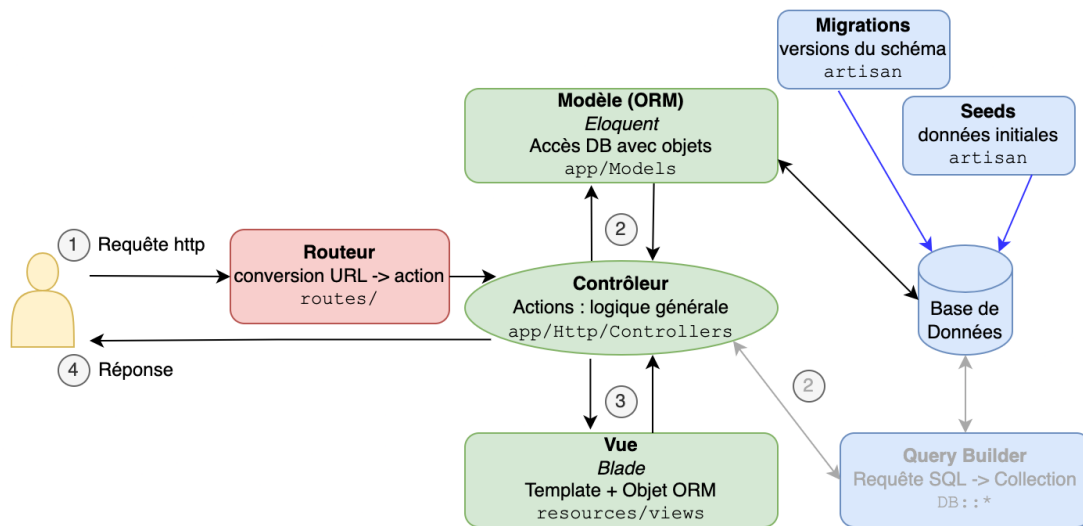 Migrations
versions du schéma
artisan
Seeds
données initiales
artisan
Modèle (ORM)
Eloquent
Accès DB avec objets
app/Models
1 Requête http
2
Routeur
conversion URL -> action
routes/
Contrôleur
Actions : logique générale
app/Http/Controllers
Base de
Données
4 Réponse
3
2
Vue
Blade
Template + Objet ORM
resources/views
Query Builder
Requête SQL -> Collection
DB::*